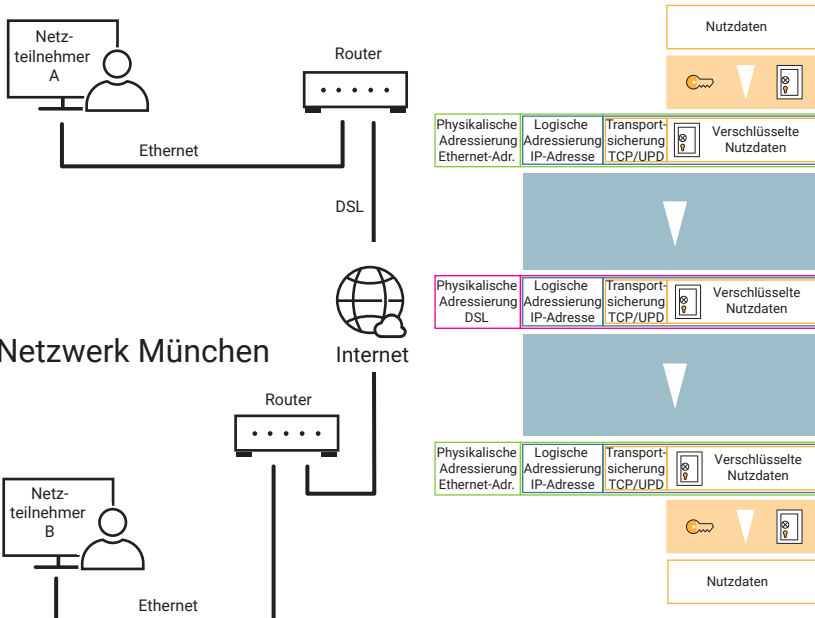 Netz-
teilnehmer
A
Router
Ethernet
DSL
Internet
Netzwerk München
Router
Netz-
teilnehmer
B
Ethernet
Nutzdaten
Physikalische
Adressierung
Ethernet-Adr.
Logische
Adressierung
IP-Adresse
Transport-
sicherung
TCP/UPD
Verschlüsselte
Nutzdaten
Physikalische
Adressierung
DSL
Logische
Adressierung
IP-Adresse
Transport-
sicherung
TCP/UPD
Verschlüsselte
Nutzdaten
Physikalische
Adressierung
Ethernet-Adr.
Logische
Adressierung
IP-Adresse
Transport-
sicherung
TCP/UPD
Verschlüsselte
Nutzdaten
Nutzdaten